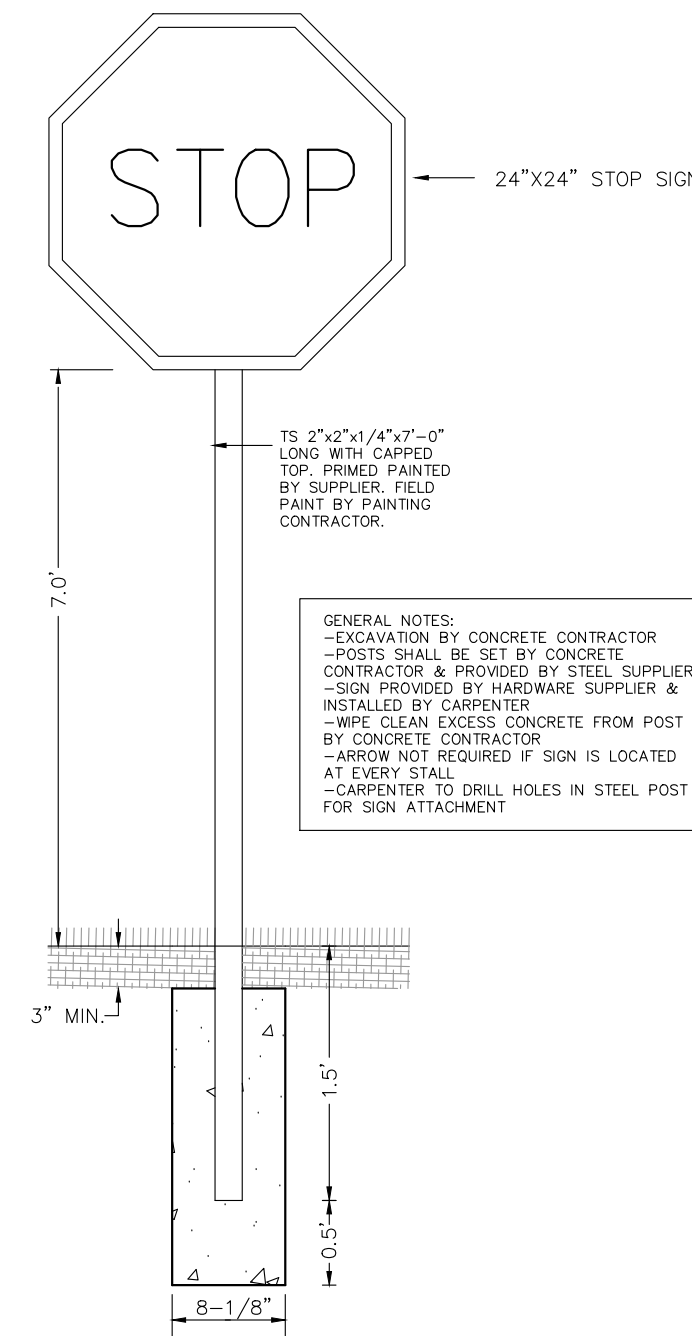 STOP
24"X24" STOP SIGN
TS 2"x2"x1/4"x7'-0"
LONG WITH CAPPED
TOP. PRIMED PAINTED
BY SUPPLIER. FIELD
PAINT BY PAINTING
CONTRACTOR.
7.0'
GENERAL NOTES:
-EXCAVATION BY CONCRETE CONTRACTOR
-POSTS SHALL BE SET BY CONCRETE
CONTRACTOR & PROVIDED BY STEEL SUPPLIER
-SIGN PROVIDED BY HARDWARE SUPPLIER &
INSTALLED BY CARPENTER
-WIPE CLEAN EXCESS CONCRETE FROM POST
BY CONCRETE CONTRACTOR
-ARROW NOT REQUIRED IF SIGN IS LOCATED
AT EVERY STALL
-CARPENTER TO DRILL HOLES IN STEEL POST
FOR SIGN ATTACHMENT
3" MIN.
1.5'
0.5'
8-1/8"